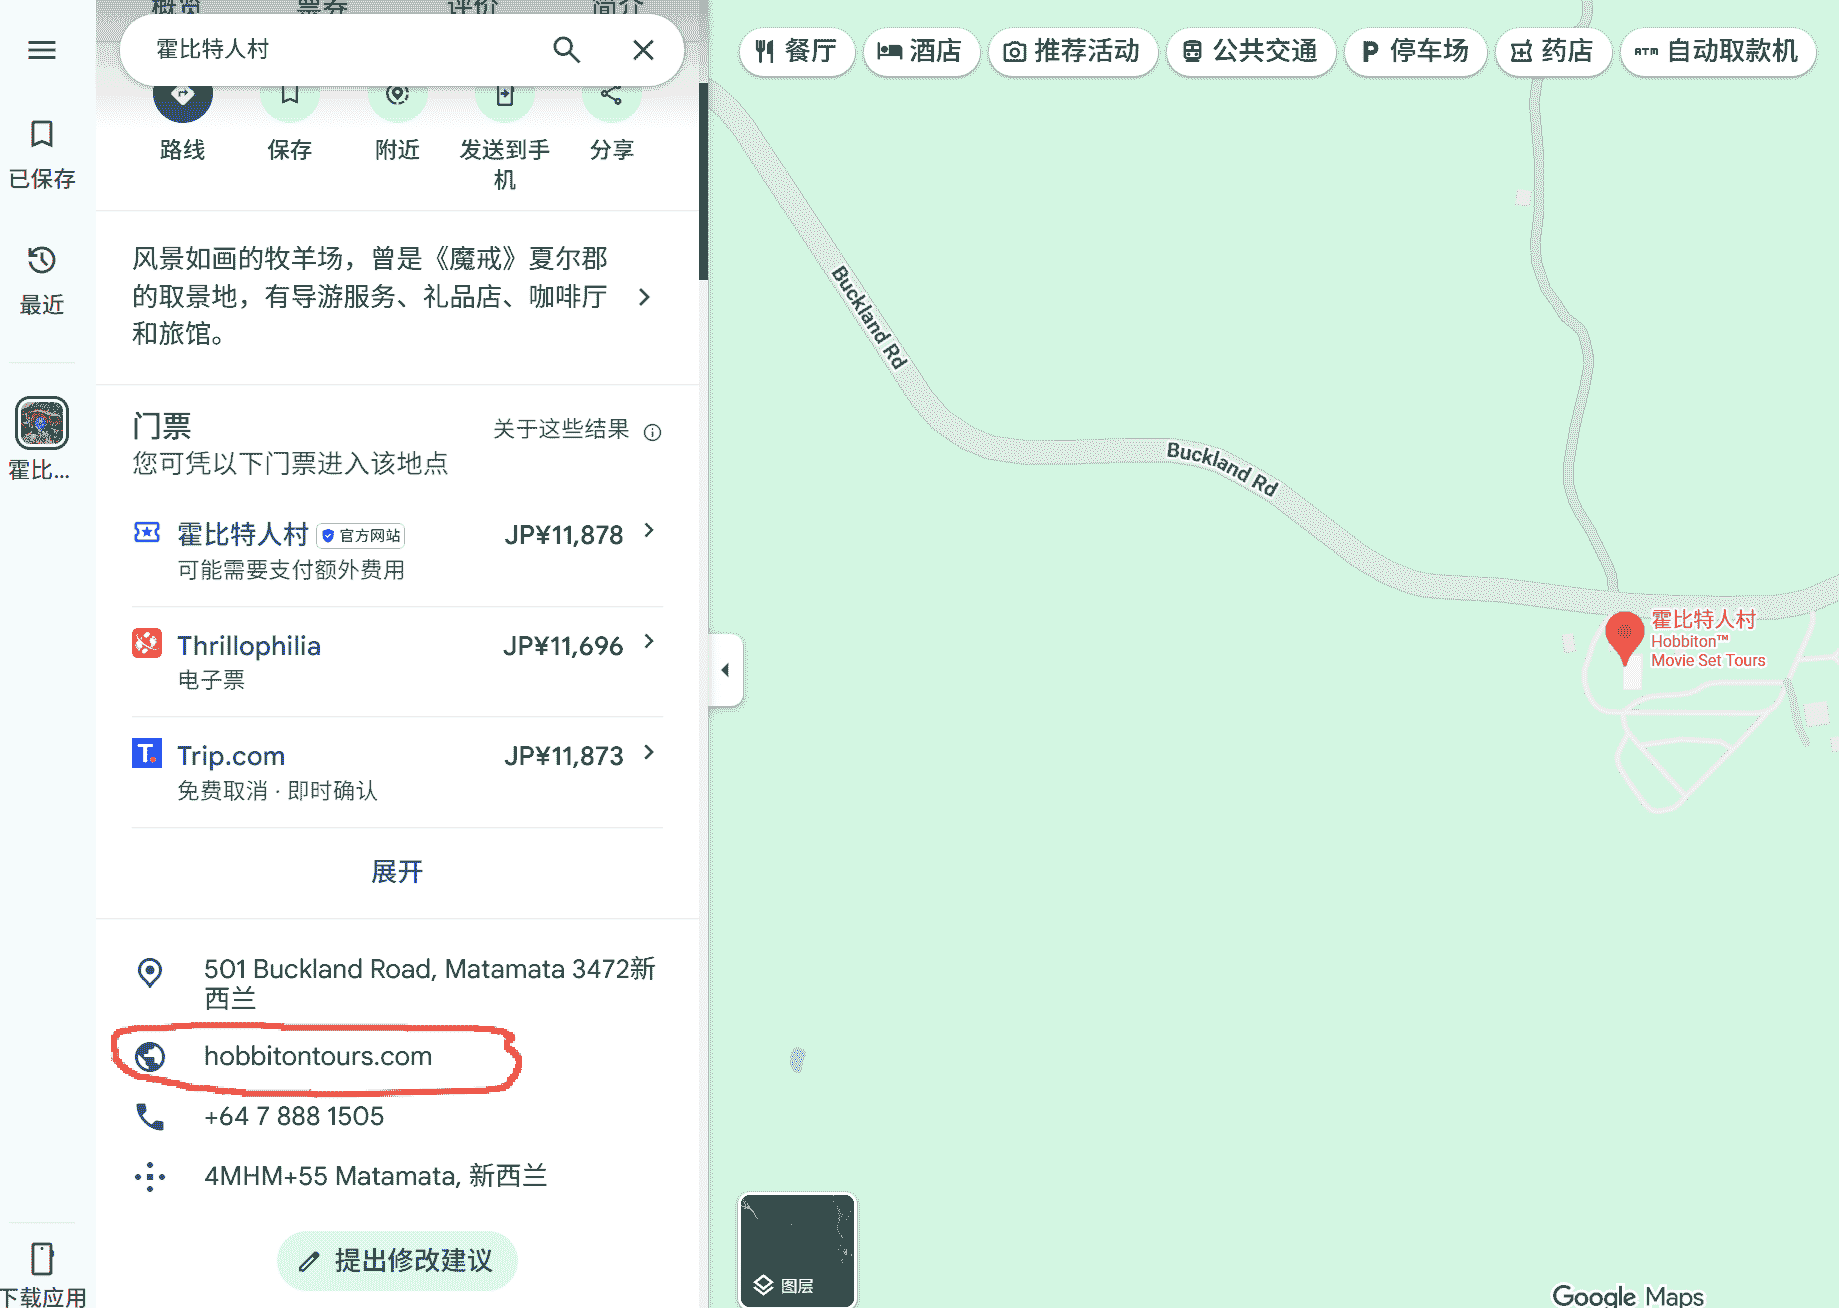 概览
票券
评价
简介
霍比特人村
路线
保存
附近
发送到手
机
分享
已保存
最近
霍比...
下载应用
风景如画的牧羊场，曾是《魔戒》夏尔郡
的取景地，有导游服务、礼品店、咖啡厅
和旅馆。
门票
关于这些结果
您可凭以下门票进入该地点
霍比特人村 官方网站 JP¥11,878
可能需要支付额外费用
Thrillophilia JP¥11,696
电子票
Trip.com JP¥11,873
免费取消 · 即时确认
展开
501 Buckland Road, Matamata 3472新
西兰
hobbitontours.com
+64 7 888 1505
4MHM+55 Matamata, 新西兰
提出修改建议
餐厅
酒店
推荐活动
公共交通
P 停车场
药店
ATM 自动取款机
Buckland Rd
Buckland Rd
霍比特人村
Hobbiton™
Movie Set Tours
图层
Google Maps